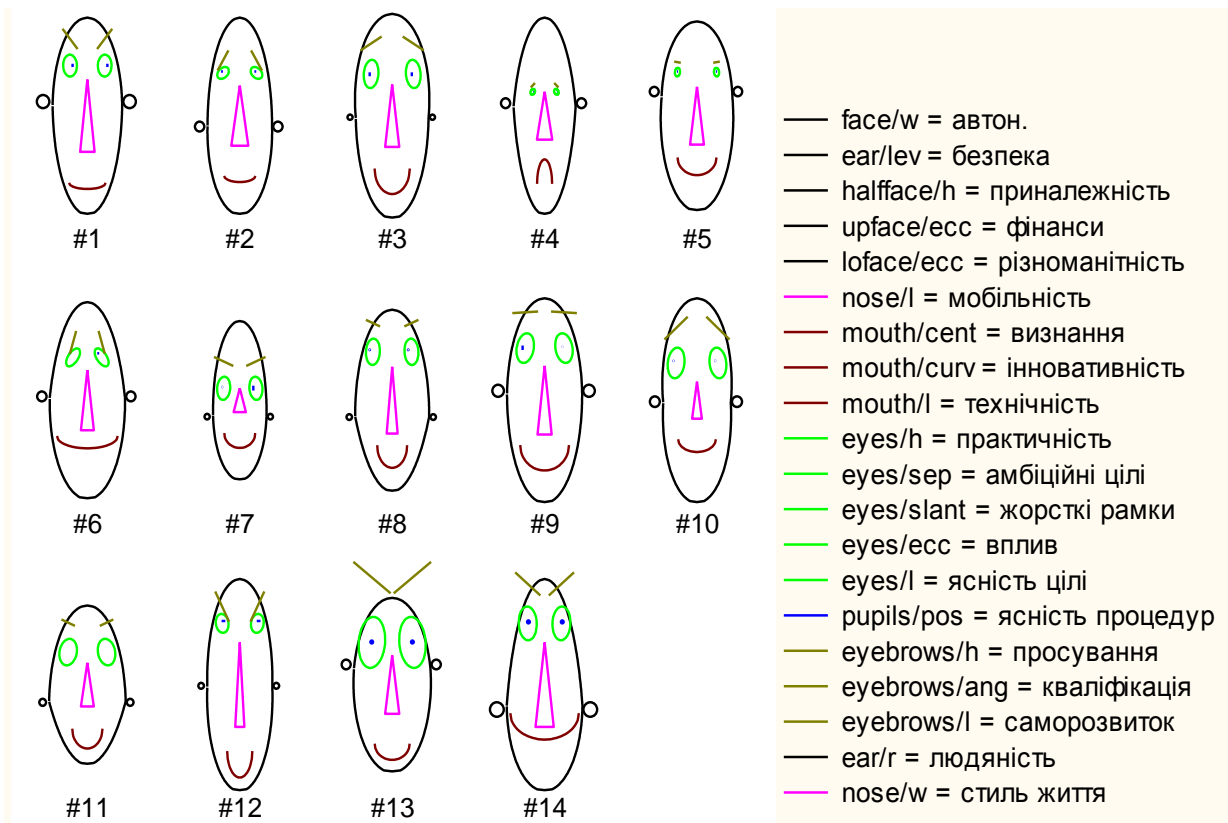 #1 #2 #3 #4 #5
#6 #7 #8 #9 #10
#11 #12 #13 #14
face/w = автон.
ear/lev = безпека
halfface/h = приналежність
upface/ecc = фінанси
loface/ecc = різноманітність
nose/l = мобільність
mouth/cent = визнання
mouth/curv = інновативність
mouth/l = технічність
eyes/h = практичність
eyes/sep = амбіційні цілі
eyes/slant = жорсткі рамки
eyes/ecc = вплив
eyes/l = ясність цілі
pupils/pos = ясність процедур
eyebrows/h = просування
eyebrows/ang = кваліфікація
eyebrows/l = саморозвиток
ear/r = людяність
nose/w = стиль життя